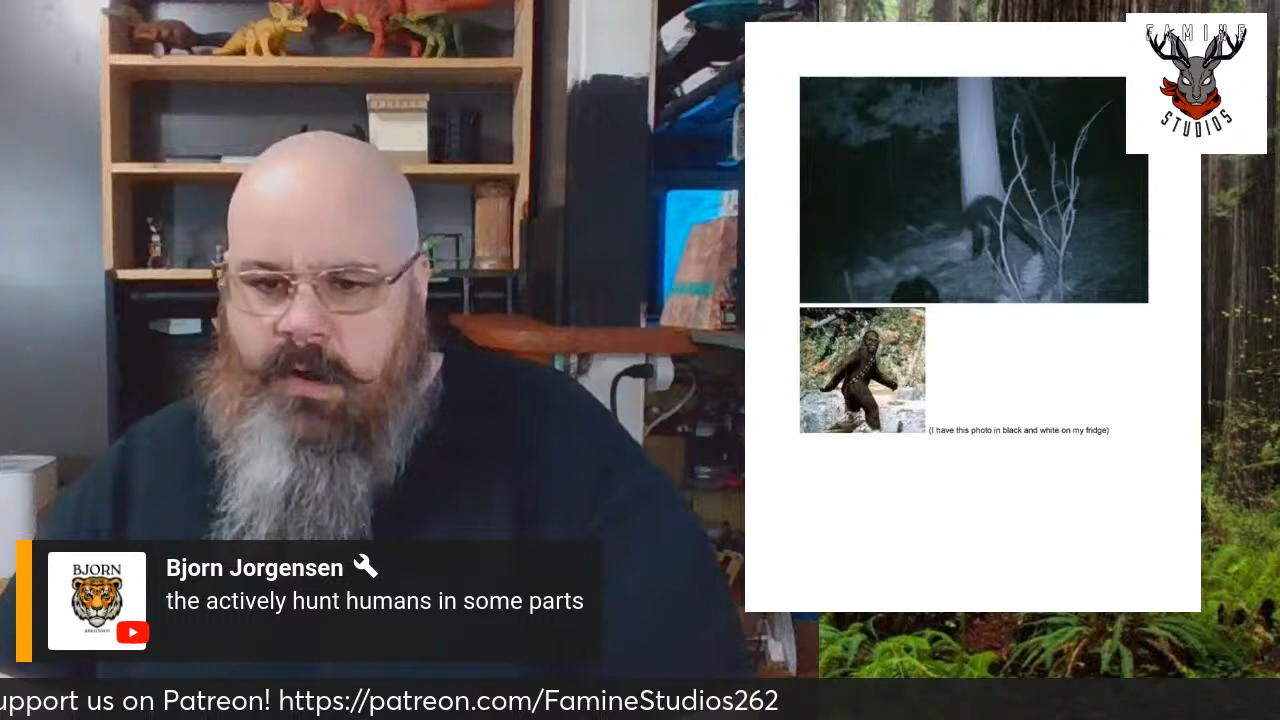 FAMINE
STUDIOS
(I have this photo in black and white on my fridge)
BJORN
Bjorn Jorgensen
the actively hunt humans in some parts
upport us on Patreon! https://patreon.com/FamineStudios262